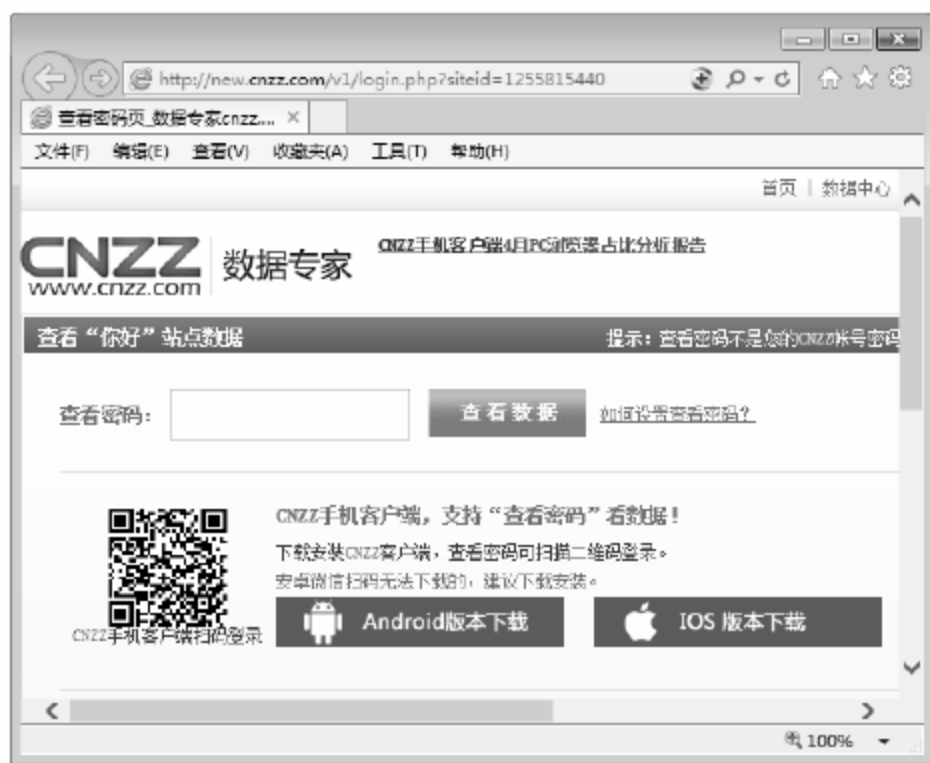 http://new.cnzz.com/v1/login.php?siteid=1255815440
查看密码页_数据专家cnzz....
文件(F) 编辑(E) 查看(V) 收藏夹(A) 工具(T) 帮助(H)
首页 | 数据中心
CNZZ 数据专家 CNZZ手机客户端4月PC浏览器占比分析报告
www.cnzz.com
查看“你好”站点数据 提示：查看密码不是您的CNZZ帐号密码
查看密码： 查看数据 如何设置查看密码？
CNZZ手机客户端，支持“查看密码”看数据！
下载安装CNZZ客户端，查看密码可扫描二维码登录。
安卓微信扫码无法下载的，建议下载安装。
Android版本下载 IOS 版本下载
CNZZ手机客户端扫码登录
100%